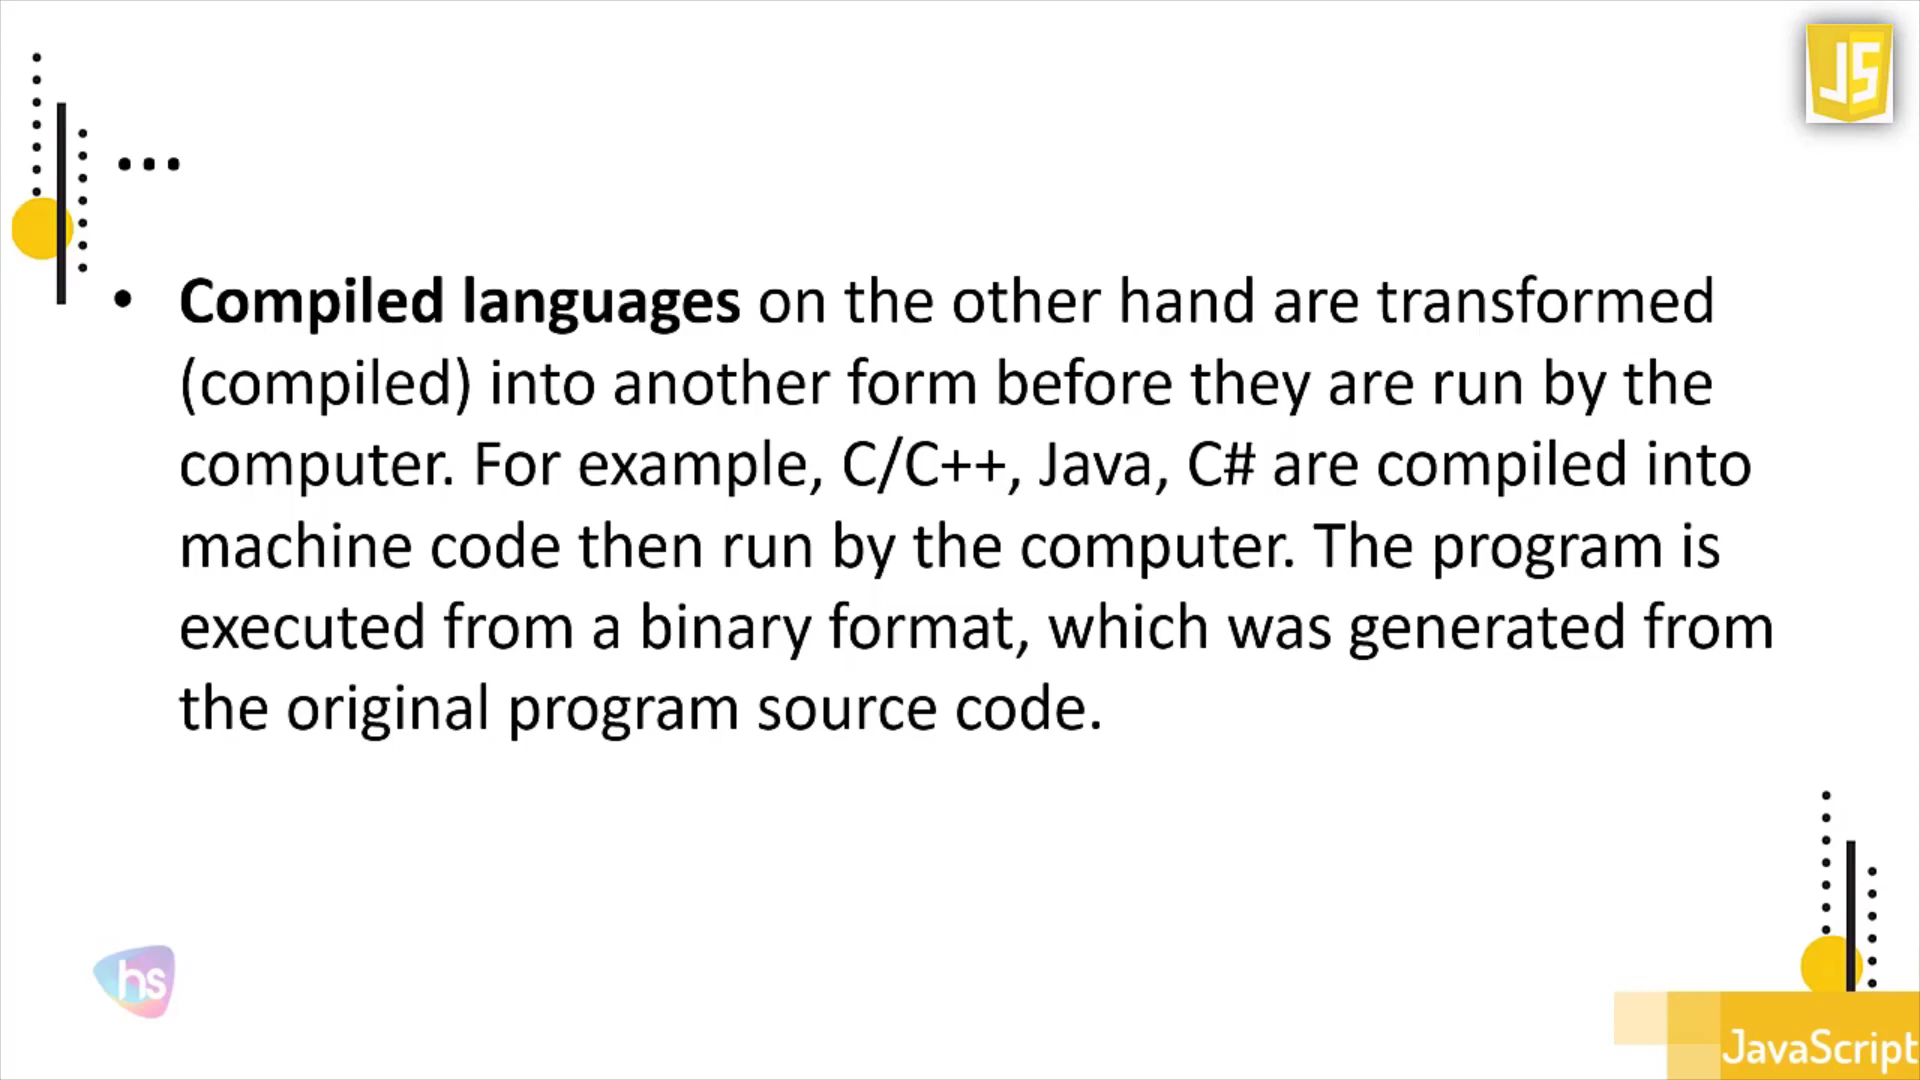 JS
...
• Compiled languages on the other hand are transformed
(compiled) into another form before they are run by the
computer. For example, C/C++, Java, C# are compiled into
machine code then run by the computer. The program is
executed from a binary format, which was generated from
the original program source code.
hs
JavaScript